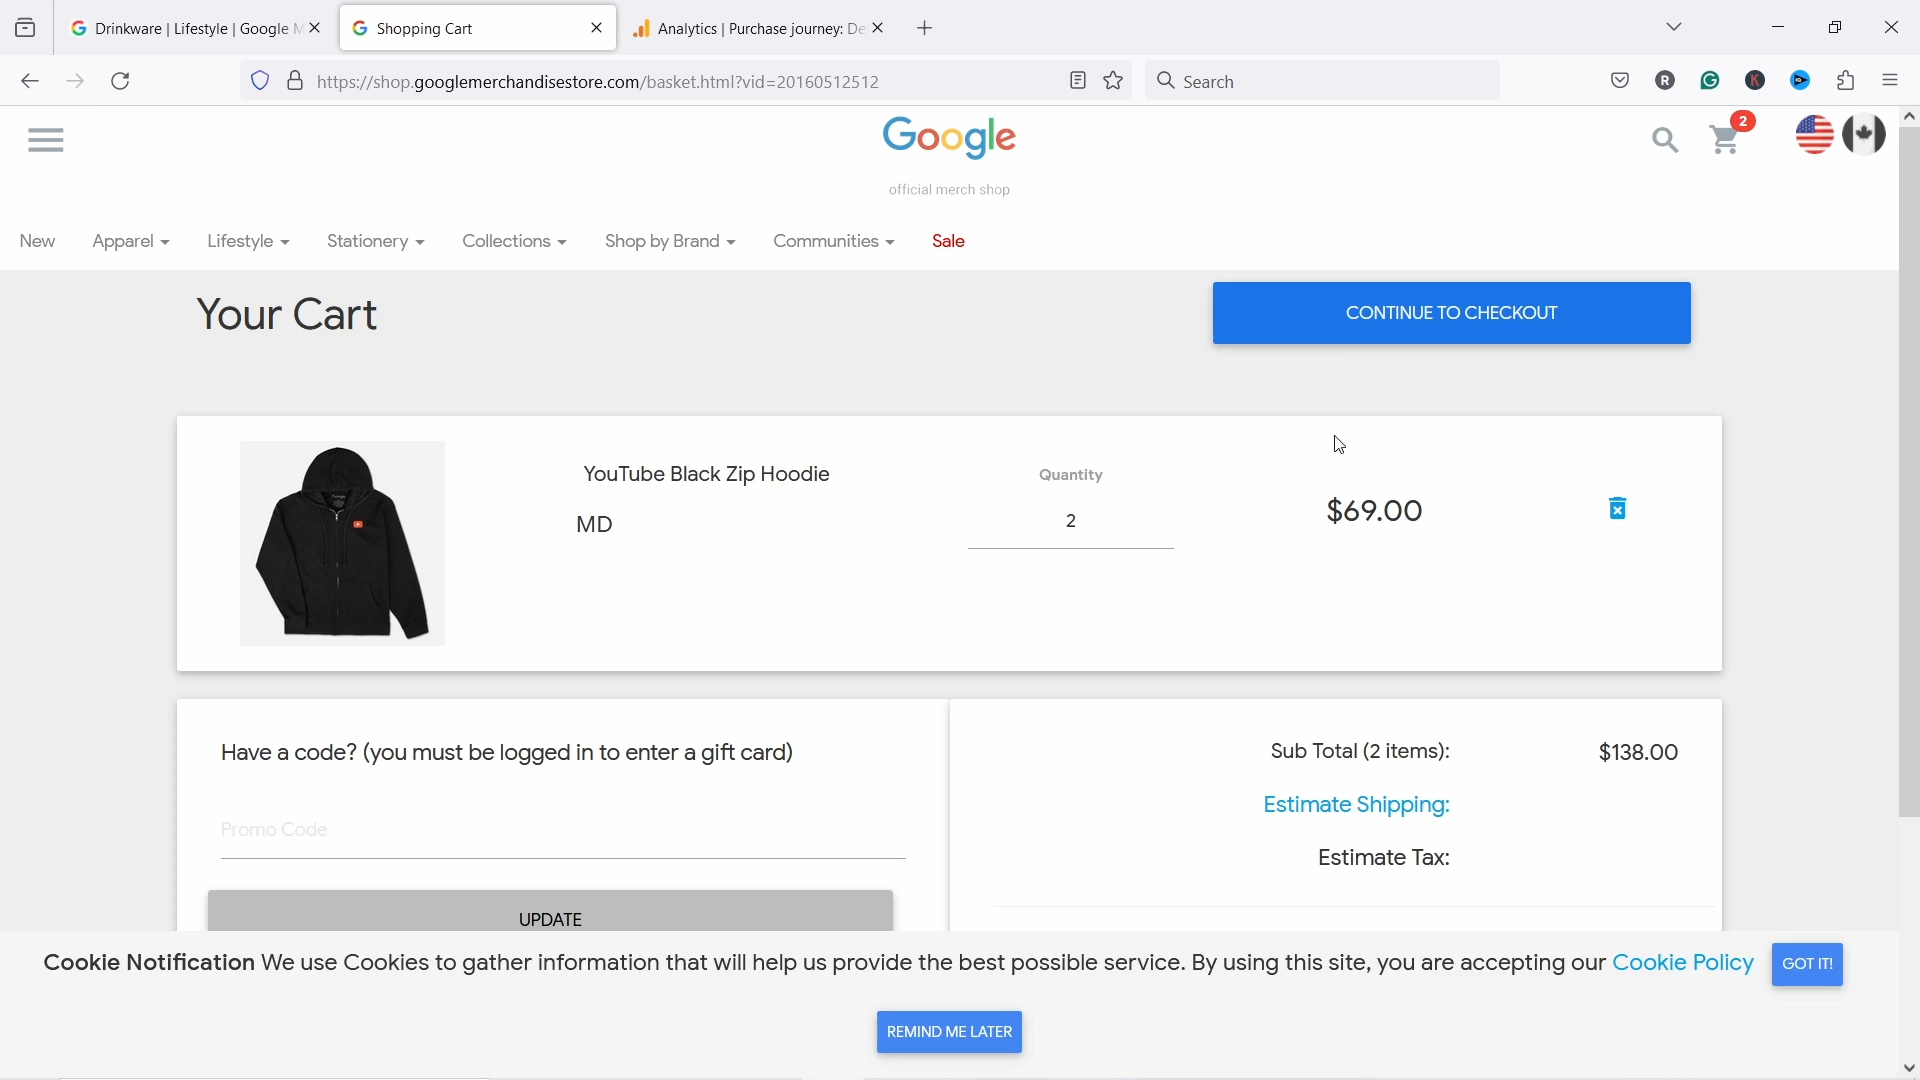 Drinkware | Lifestyle | Google M
Shopping Cart
Analytics | Purchase journey: De
https://shop.googlemerchandisestore.com/basket.html?vid=20160512512
Search
Google
2
official merch shop
New
Apparel
Lifestyle
Stationery
Collections
Shop by Brand
Communities
Sale
Your Cart
CONTINUE TO CHECKOUT
YouTube Black Zip Hoodie
MD
Quantity
2
$69.00
Have a code? (you must be logged in to enter a gift card)
Promo Code
UPDATE
Sub Total (2 items):
$138.00
Estimate Shipping:
Estimate Tax:
Cookie Notification We use Cookies to gather information that will help us provide the best possible service. By using this site, you are accepting our Cookie Policy
GOT IT!
REMIND ME LATER